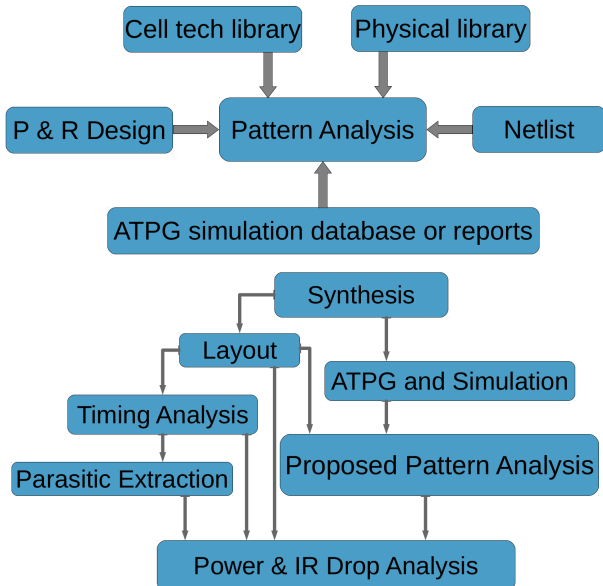 Cell tech library
Physical library
P & R Design
Pattern Analysis
Netlist
ATPG simulation database or reports
Synthesis
Layout
ATPG and Simulation
Timing Analysis
Proposed Pattern Analysis
Parasitic Extraction
Power & IR Drop Analysis